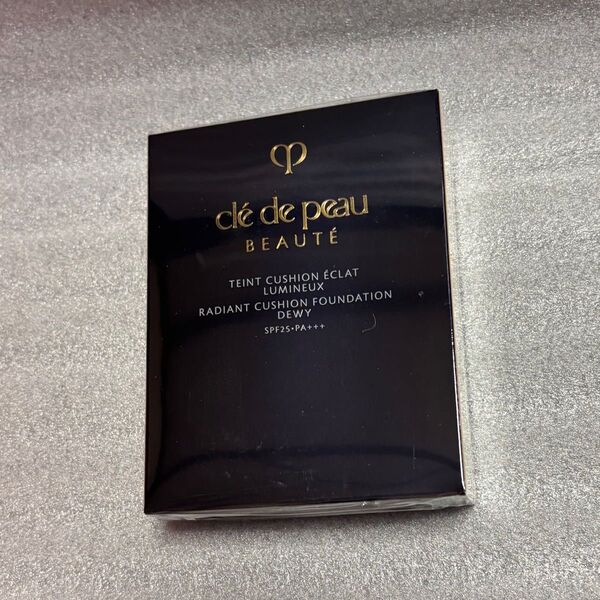 clé de peau
BEAUTÉ
TEINT CUSHION ÉCLAT
LUMINEUX
RADIANT CUSHION FOUNDATION
DEWY
SPF25•PA+++